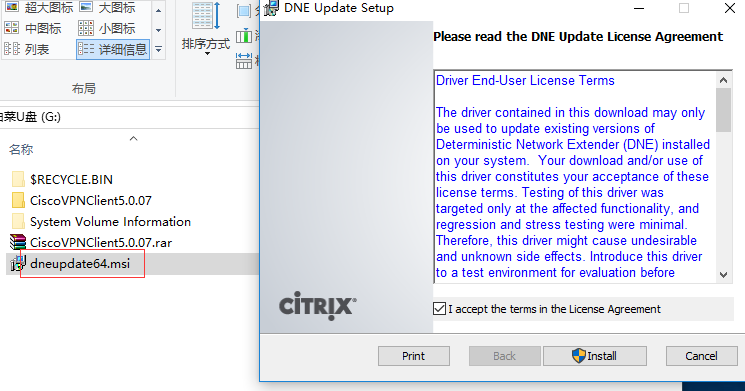 超大图标
大图标
中图标
小图标
列表
详细信息
布局
排序方式
菜U盘 (G:)
名称
$RECYCLE.BIN
CiscoVPNClient5.0.07
System Volume Information
CiscoVPNClient5.0.07.rar
dneupdate64.msi
DNE Update Setup
Please read the DNE Update License Agreement
Driver End-User License Terms
The driver contained in this download may only
be used to update existing versions of
Deterministic Network Extender (DNE) installed
on your system.  Your download and/or use of
this driver constitutes your acceptance of these
license terms. Testing of this driver was
targeted only at the affected functionality, and
regression and stress testing were minimal.
Therefore, this driver might cause undesirable
and unknown side effects. Introduce this driver
to a test environment for evaluation before
CITRIX
I accept the terms in the License Agreement
Print
Back
Install
Cancel